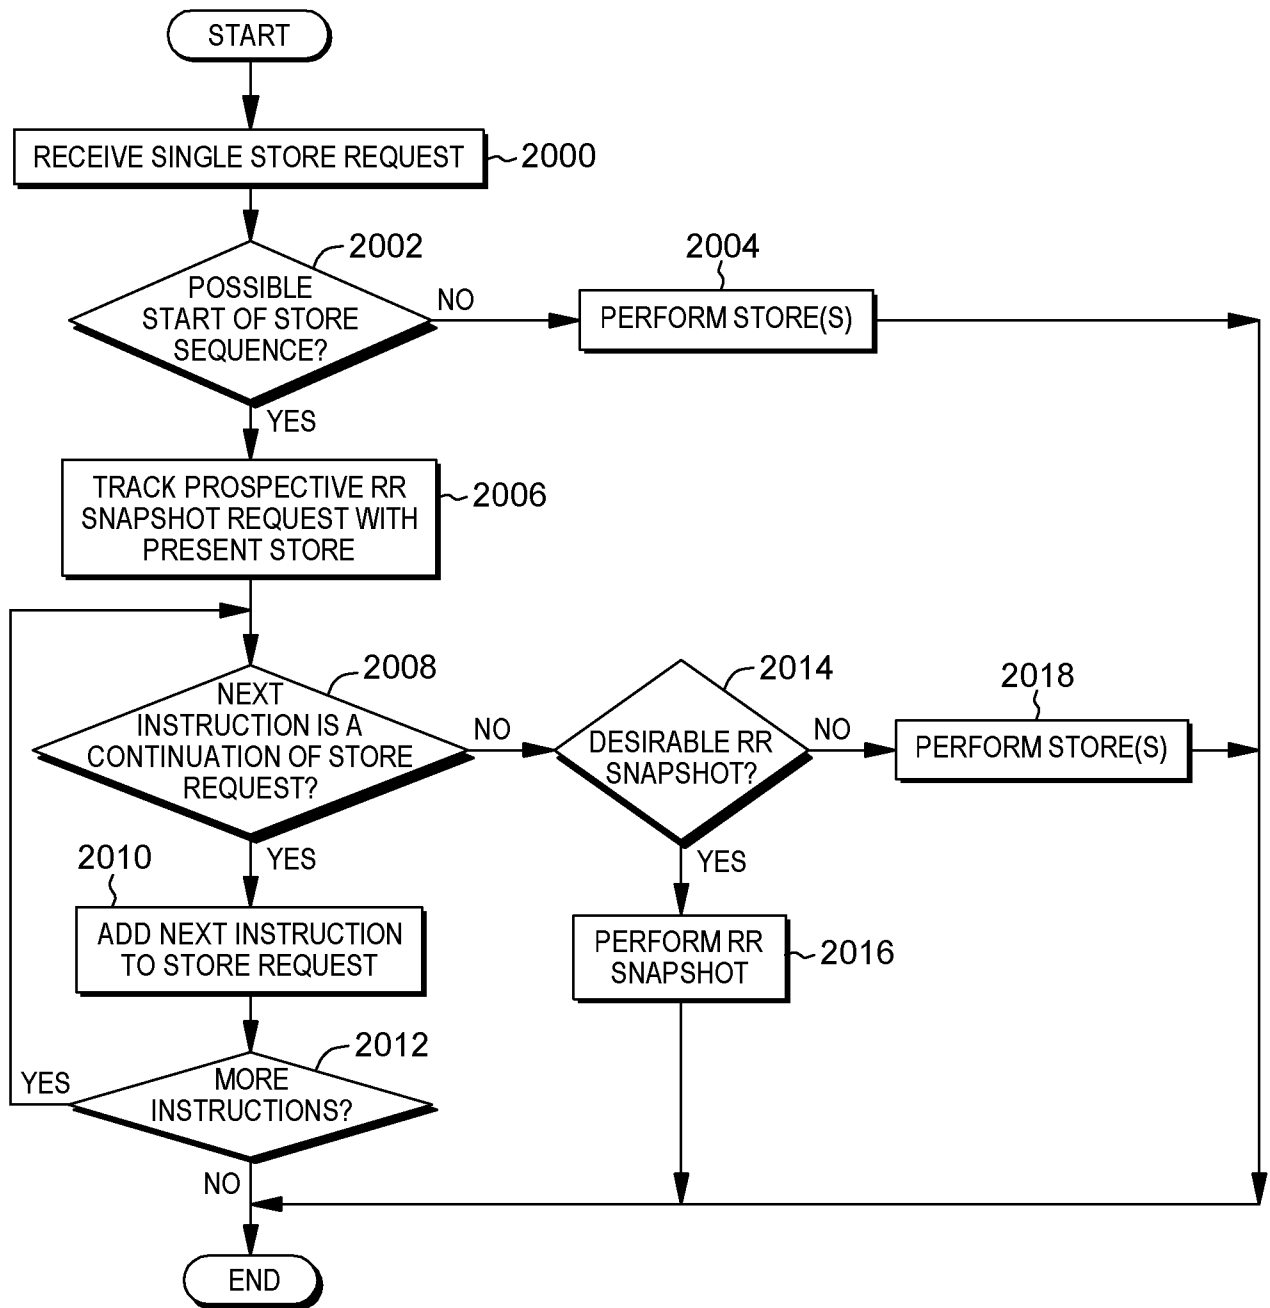 START
RECEIVE SINGLE STORE REQUEST
2000
2002
POSSIBLE
START OF STORE
SEQUENCE?
NO
2004
PERFORM STORE(S)
YES
TRACK PROSPECTIVE RR
SNAPSHOT REQUEST WITH
PRESENT STORE
2006
2008
NEXT
INSTRUCTION IS A
CONTINUATION OF STORE
REQUEST?
NO
2014
DESIRABLE RR
SNAPSHOT?
NO
2018
PERFORM STORE(S)
YES
2010
ADD NEXT INSTRUCTION
TO STORE REQUEST
YES
PERFORM RR
SNAPSHOT
2016
2012
MORE
INSTRUCTIONS?
YES
NO
END